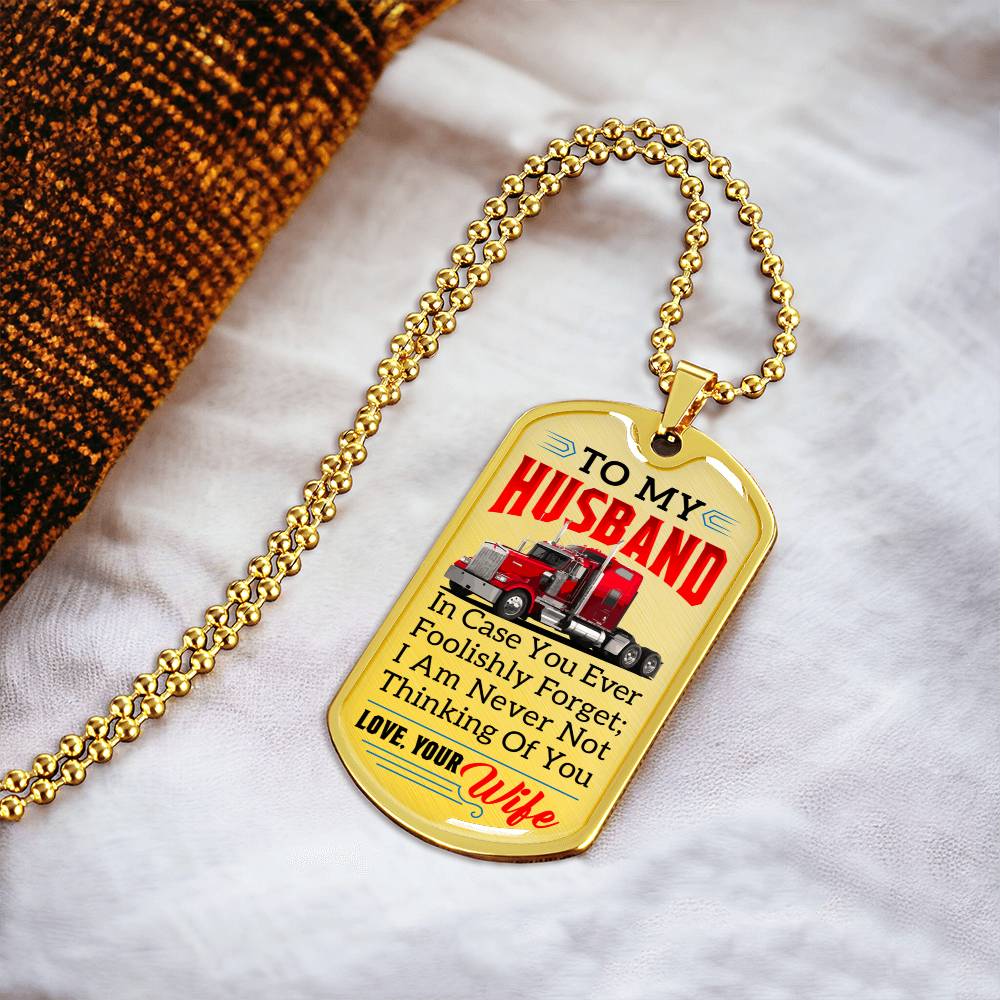 TO MY
HUSBAND
In Case You Ever
Foolishly Forget;
I Am Never Not
Thinking Of You
LOVE, YOUR
Wife